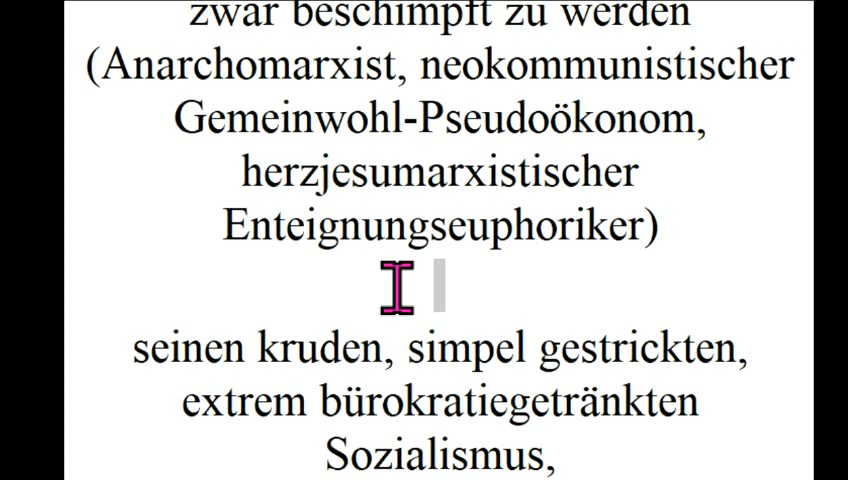 zwar beschimpft zu werden
(Anarchomarxist, neokommunistischer
Gemeinwohl-Pseudoökonom,
herzjesumarxistischer
Enteignungseuphoriker)
seinen kruden, simpel gestrickten,
extrem bürokratiegetränkten
Sozialismus,